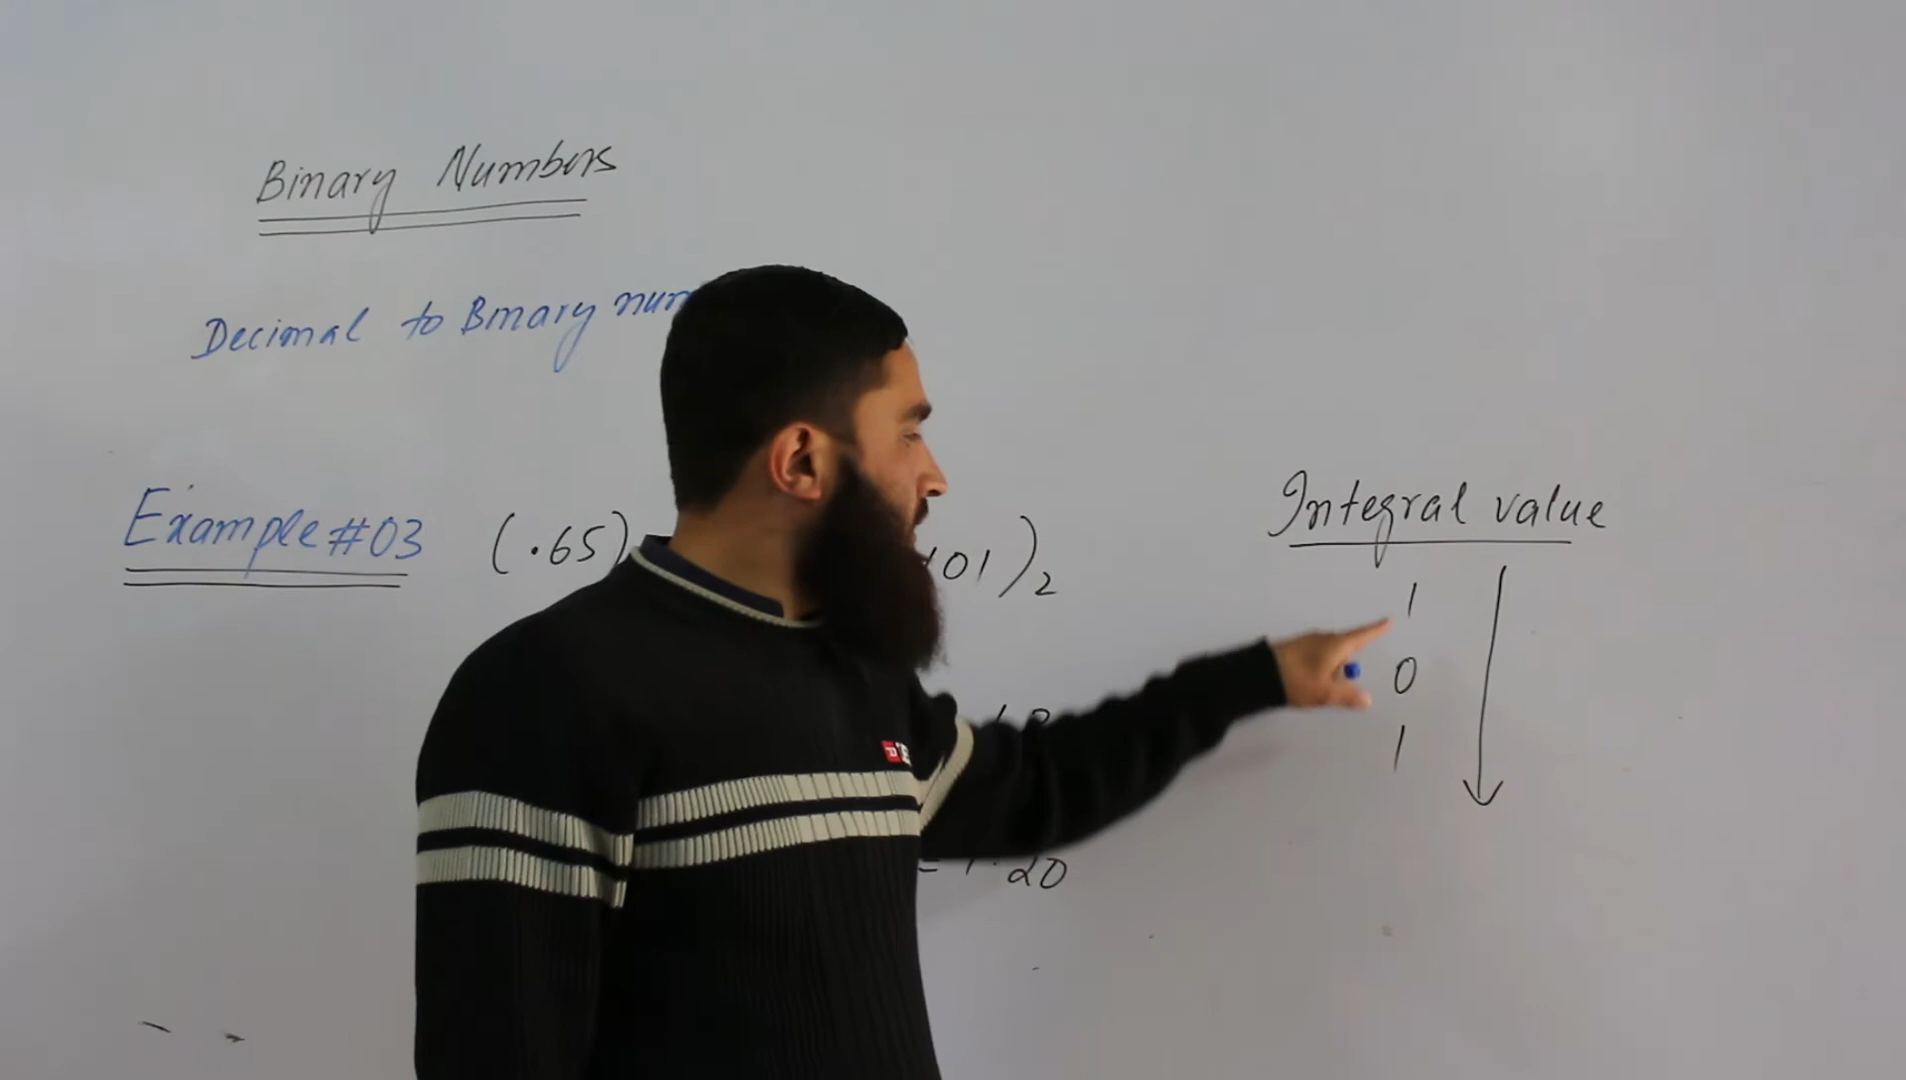 Binary Numbers
Decimal to Binary num
Example #03 (.65) 101)2
Integral value
1
0
1
= 1.20